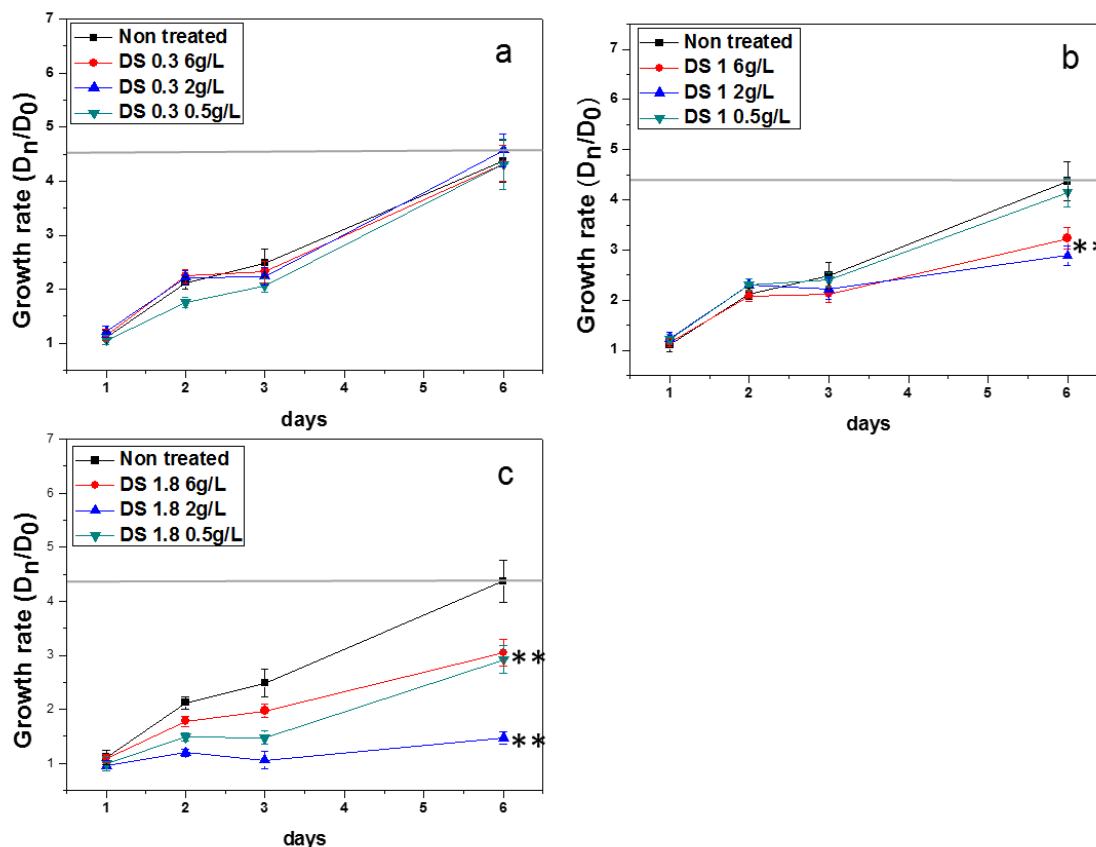 Non treated
DS 0.3 6g/L
DS 0.3 2g/L
DS 0.3 0.5g/L
a
7
6
5
4
3
2
1
Growth rate (Dn/D0)
1 2 3 4 5 6
days
Non treated
DS 1 6g/L
DS 1 2g/L
DS 1 0.5g/L
b
7
6
5
4
3
2
1
Growth rate (Dn/D0)
**
1 2 3 4 5 6
days
Non treated
DS 1.8 6g/L
DS 1.8 2g/L
DS 1.8 0.5g/L
c
7
6
5
4
3
2
1
Growth rate (Dn/D0)
**
**
1 2 3 4 5 6
days